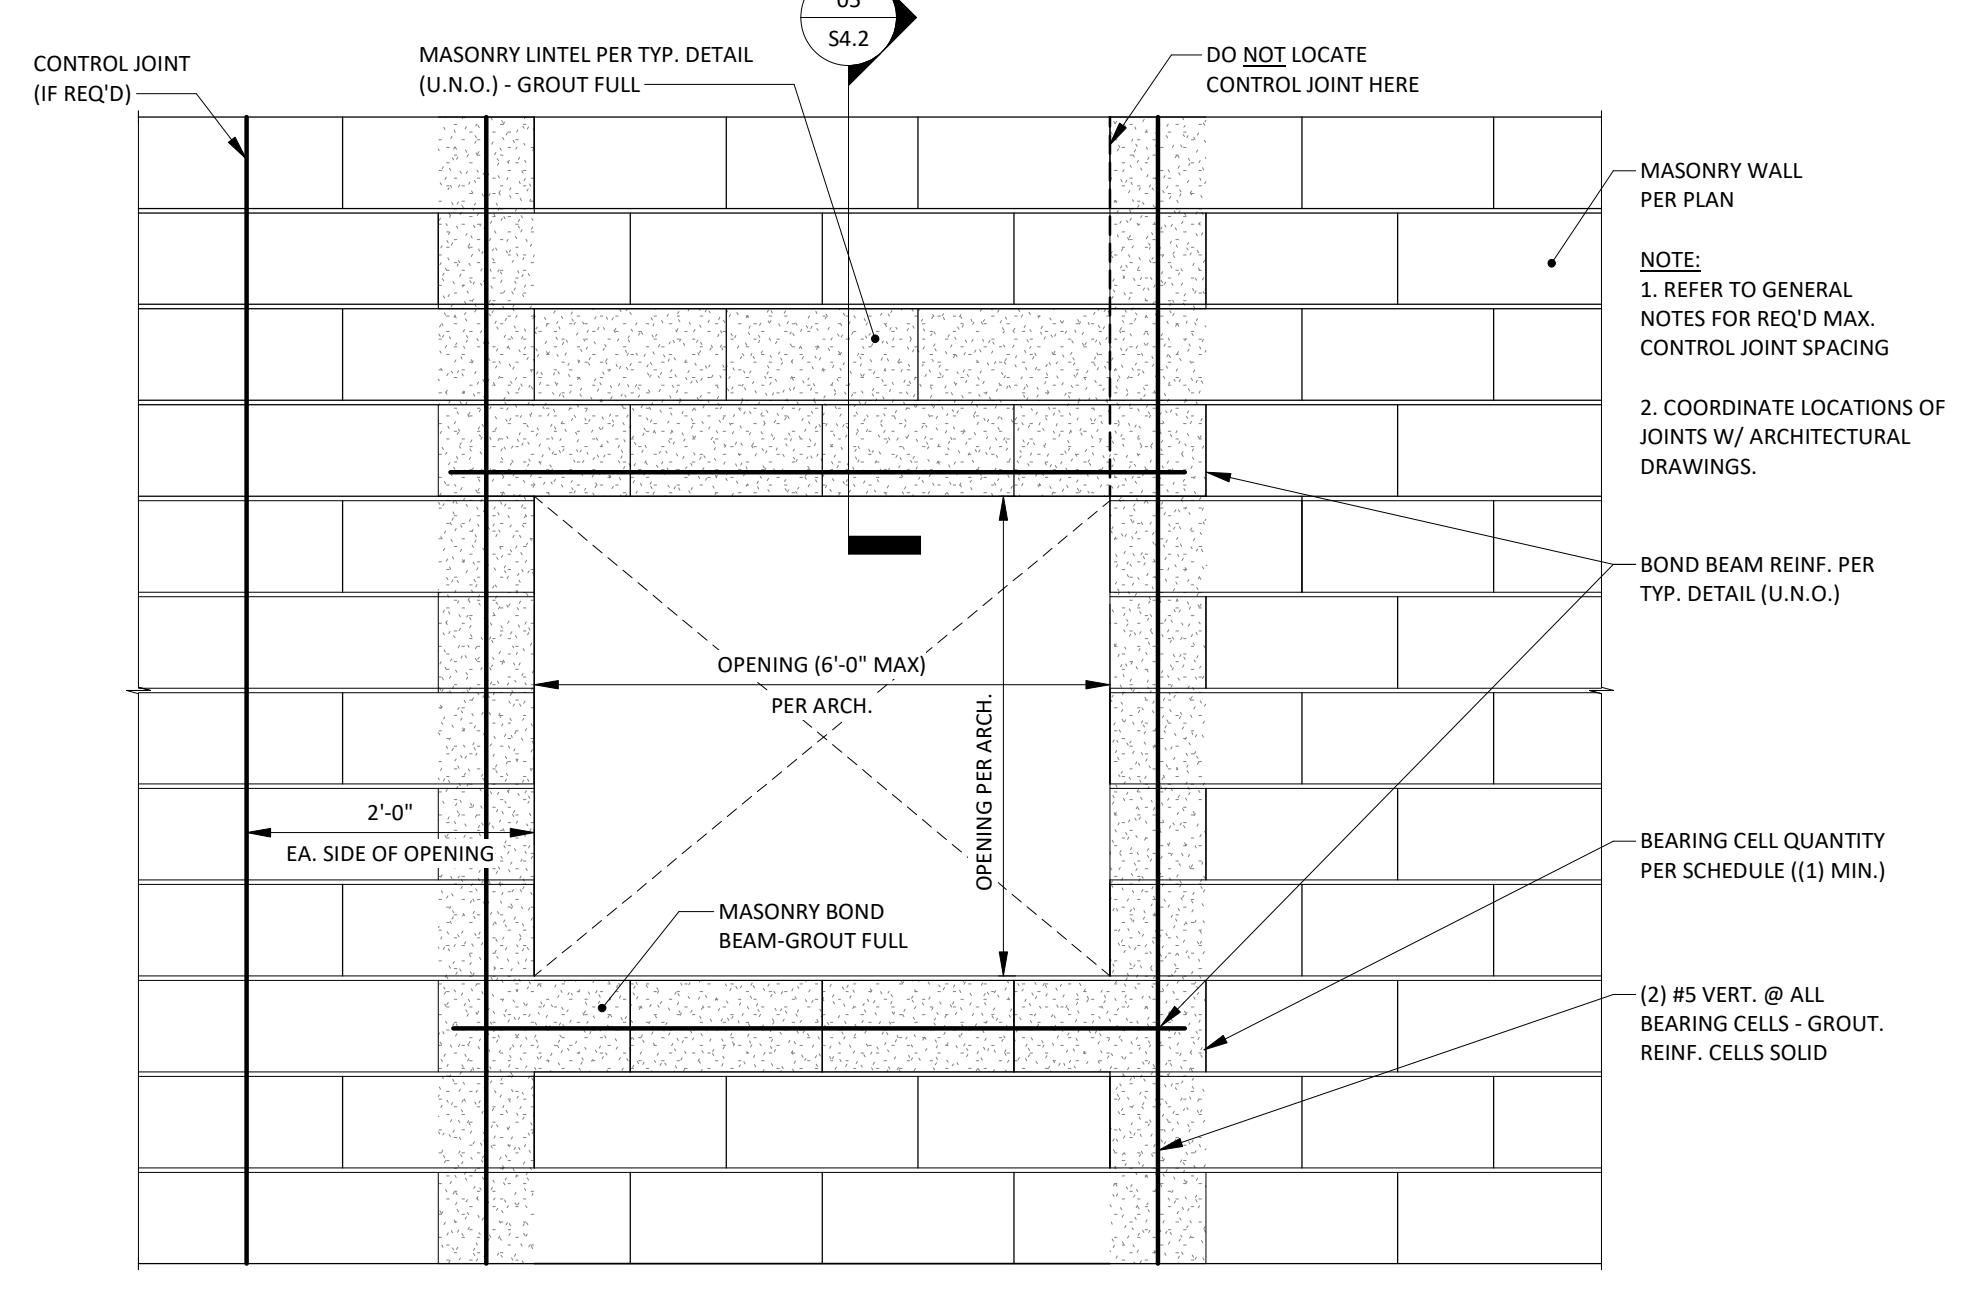 05
S4.2
CONTROL JOINT
(IF REQ'D)
MASONRY LINTEL PER TYP. DETAIL
(U.N.O.) - GROUT FULL
DO NOT LOCATE
CONTROL JOINT HERE
MASONRY WALL
PER PLAN
NOTE:
1. REFER TO GENERAL
NOTES FOR REQ'D MAX.
CONTROL JOINT SPACING
2. COORDINATE LOCATIONS OF
JOINTS W/ ARCHITECTURAL
DRAWINGS.
BOND BEAM REINF. PER
TYP. DETAIL (U.N.O.)
OPENING (6'-0" MAX)
PER ARCH.
OPENING PER ARCH.
2'-0"
EA. SIDE OF OPENING
MASONRY BOND
BEAM-GROUT FULL
BEARING CELL QUANTITY
PER SCHEDULE ((1) MIN.)
(2) #5 VERT. @ ALL
BEARING CELLS - GROUT.
REINF. CELLS SOLID